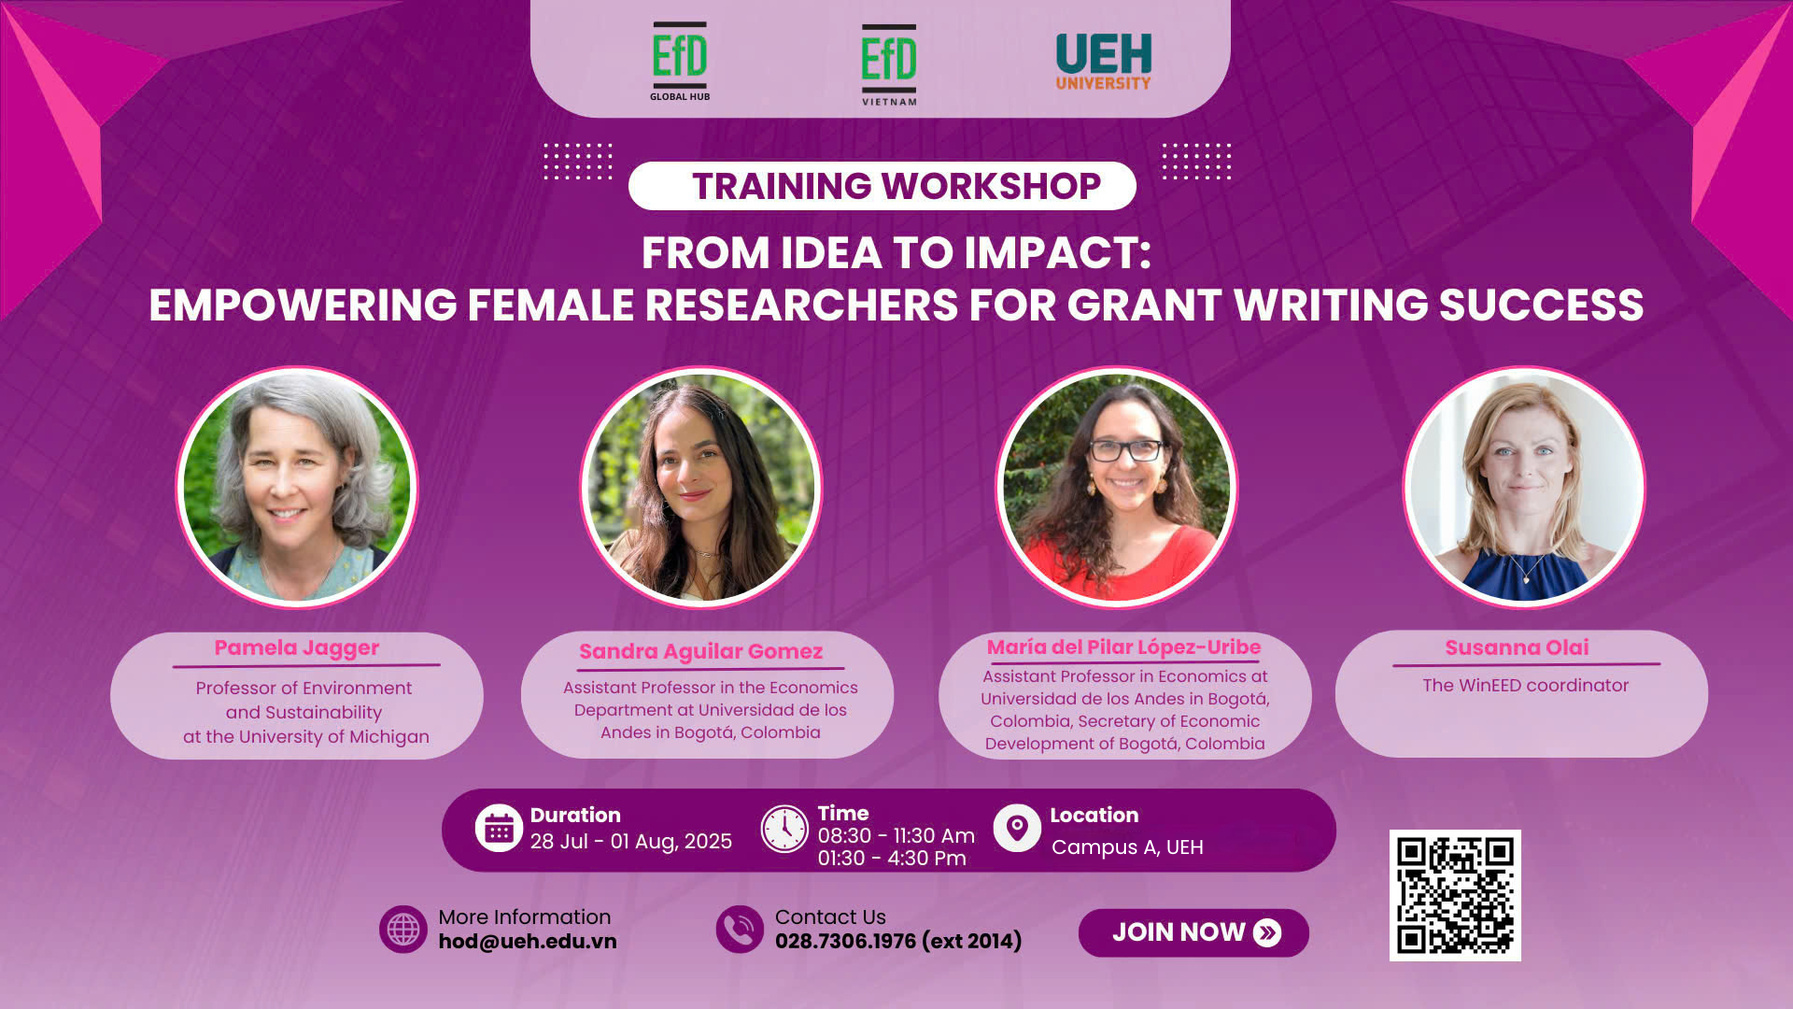 EfD
GLOBAL HUB
EfD
VIETNAM
UEH
UNIVERSITY
TRAINING WORKSHOP
FROM IDEA TO IMPACT:
EMPOWERING FEMALE RESEARCHERS FOR GRANT WRITING SUCCESS
Pamela Jagger
Professor of Environment
and Sustainability
at the University of Michigan
Sandra Aguilar Gomez
Assistant Professor in the Economics
Department at Universidad de los
Andes in Bogotá, Colombia
María del Pilar López-Uribe
Assistant Professor in Economics at
Universidad de los Andes in Bogotá,
Colombia, Secretary of Economic
Development of Bogotá, Colombia
Susanna Olai
The WinEED coordinator
Duration
28 Jul - 01 Aug, 2025
Time
08:30 - 11:30 Am
01:30 - 4:30 Pm
Location
Campus A, UEH
More Information
hod@ueh.edu.vn
Contact Us
028.7306.1976 (ext 2014)
JOIN NOW